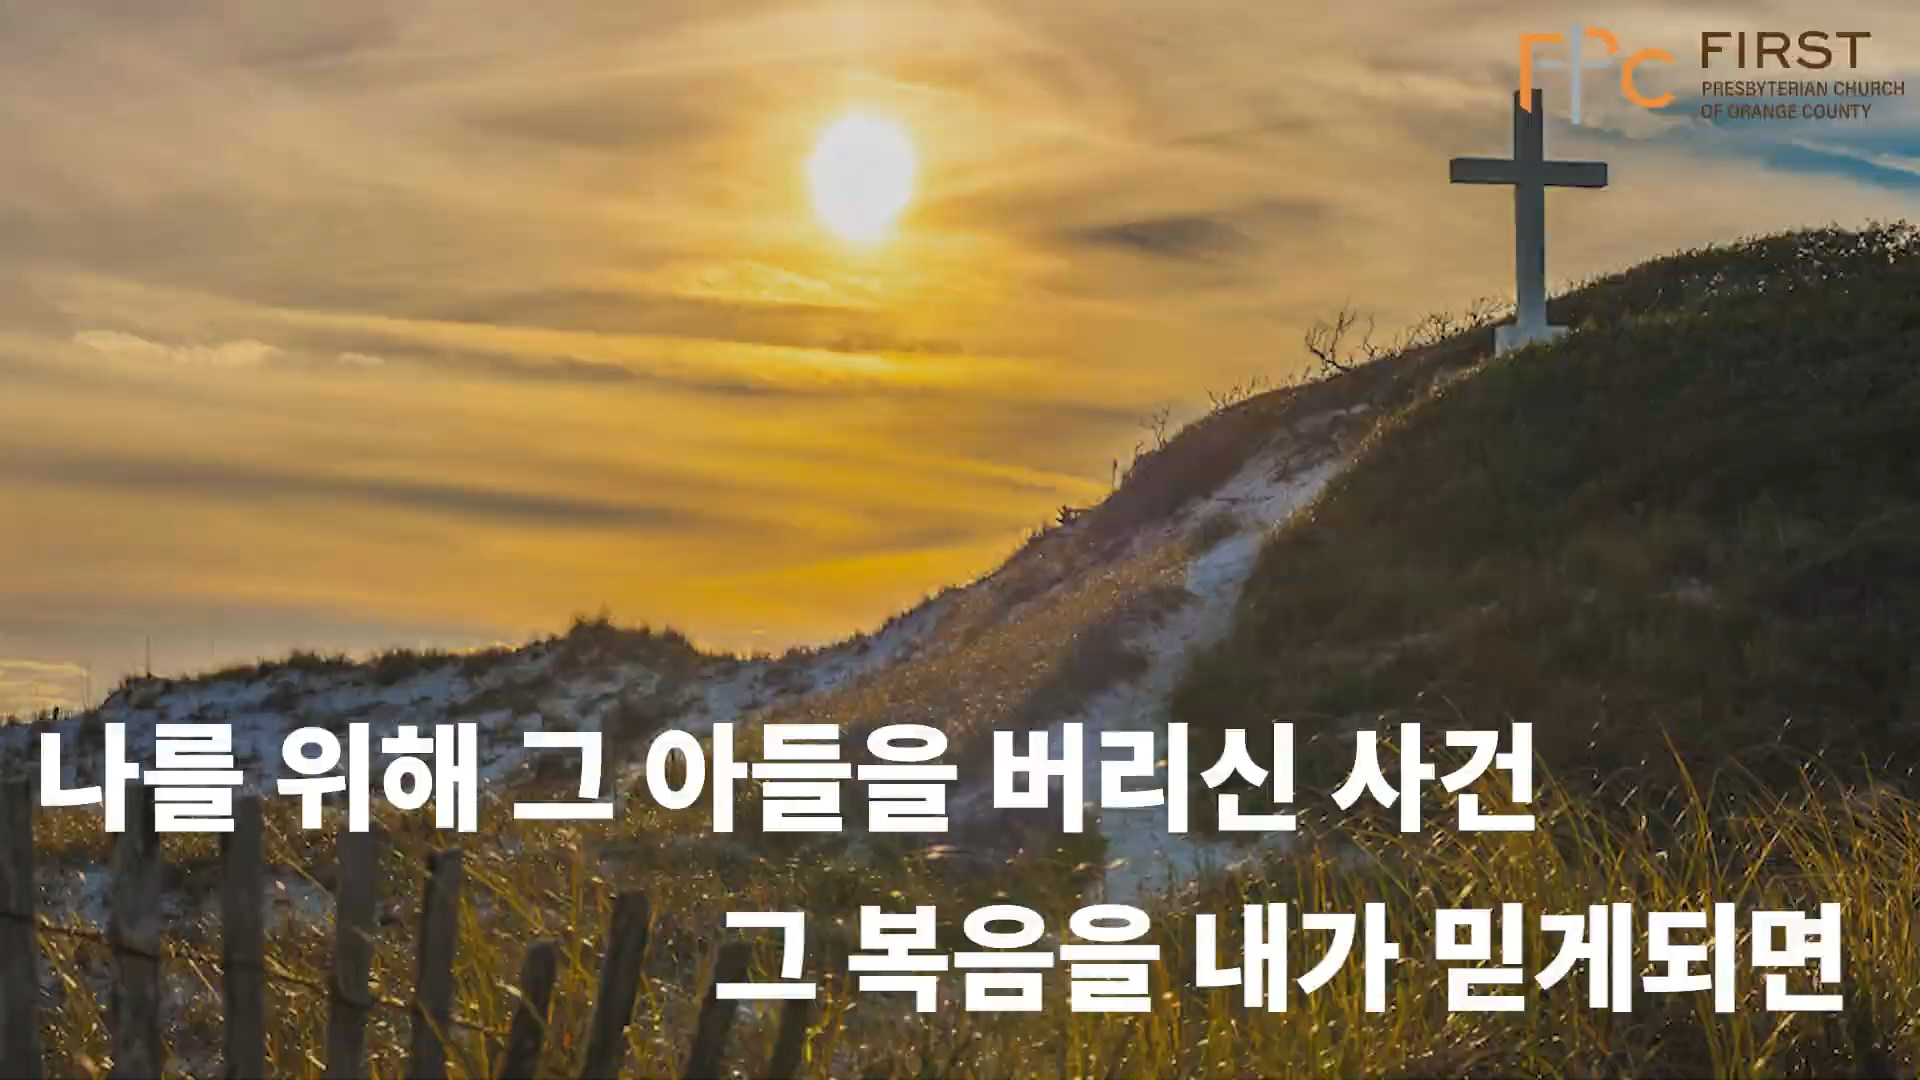 FPC FIRST
PRESBYTERIAN CHURCH
OF ORANGE COUNTY
나를 위해 그 아들을 버리신 사건
그 복음을 내가 믿게되면